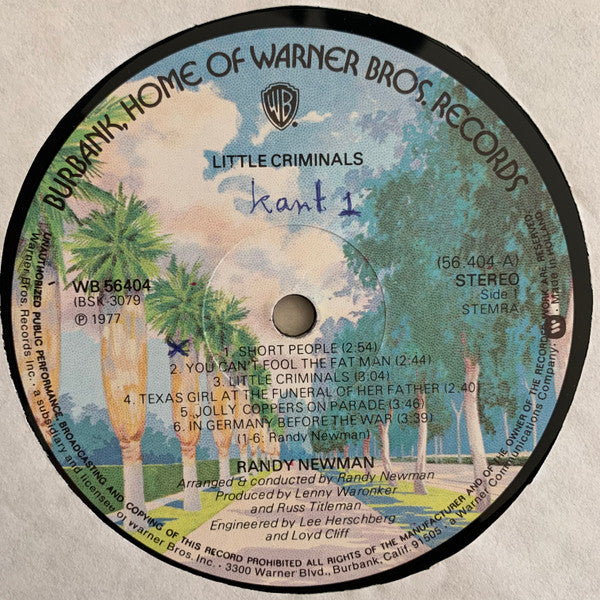 BURBANK, HOME OF WARNER BROS. RECORDS
WB
LITTLE CRIMINALS
kant 1
WB 56404
(BSK 3079)
℗ 1977
(56 404-A)
STEREO
Side 1
STEMRA
x
1. SHORT PEOPLE (2:54)
2. YOU CAN'T FOOL THE FAT MAN (2:44)
3. LITTLE CRIMINALS (3:04)
4. TEXAS GIRL AT THE FUNERAL OF HER FATHER (2:40)
5. JOLLY COPPERS ON PARADE (3:46)
6. IN GERMANY BEFORE THE WAR (3:39)
(1-6: Randy Newman)
RANDY NEWMAN
Arranged & conducted by Randy Newman
Produced by Lenny Waronker
and Russ Titleman
Engineered by Lee Herschberg
and Loyd Cliff
UNAUTHORIZED PUBLIC PERFORMANCE, BROADCASTING AND COPYING OF THIS RECORD PROHIBITED ALL RIGHTS OF THE MANUFACTURER AND OF THE OWNER OF THE RECORDED WORK ARE RESERVED.
Warner Bros. Records Inc. • a subsidiary and licensee of Warner Bros. Inc. • 3300 Warner Blvd., Burbank, Calif. 91505 • a Warner Communications Company. Made in Holland